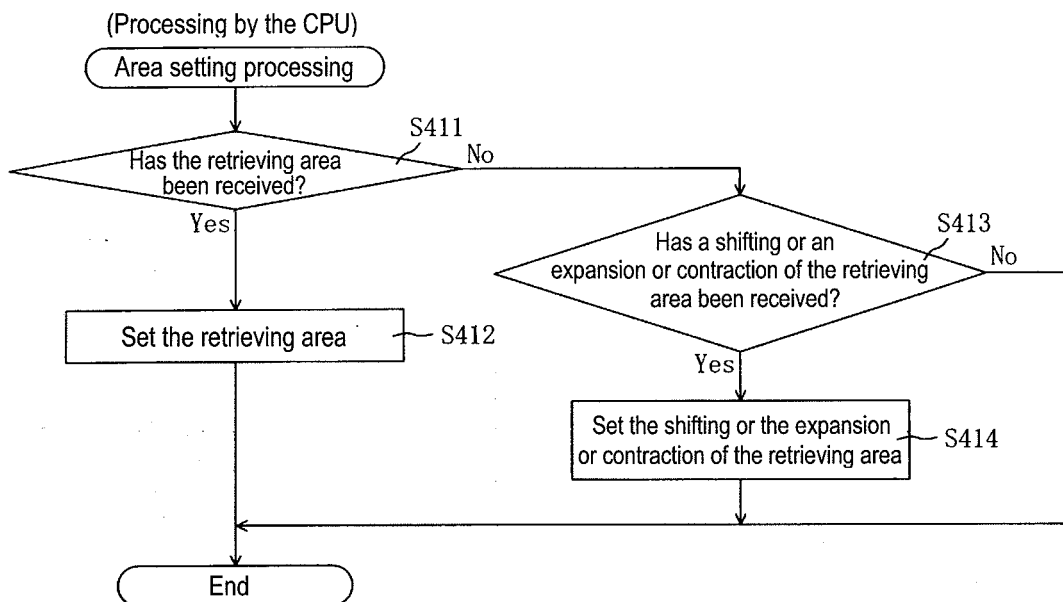 (Processing by the CPU)
Area setting processing
S411
Has the retrieving area
been received?
No
Yes
S413
Has a shifting or an
expansion or contraction of the retrieving
area been received?
No
Set the retrieving area
S412
Yes
Set the shifting or the expansion
or contraction of the retrieving area
S414
End